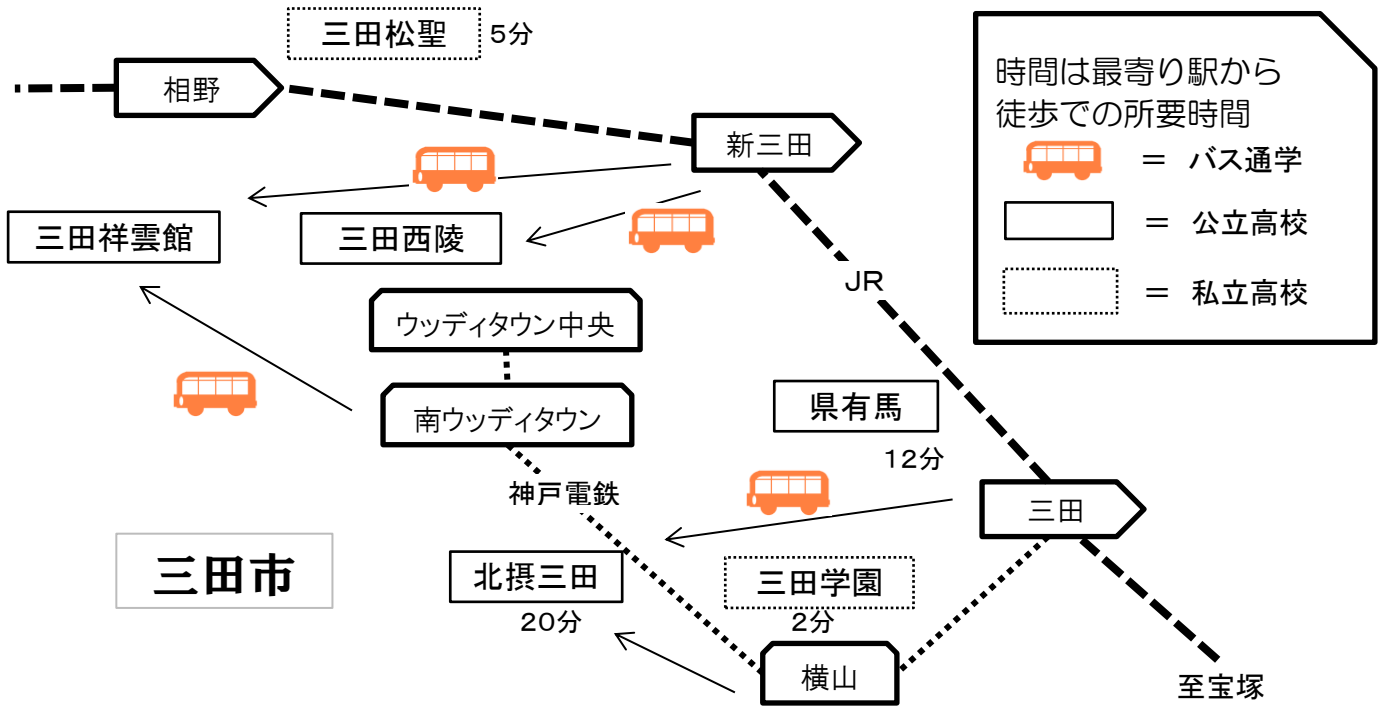 三田松聖
5分
相野
新三田
時間は最寄り駅から
徒歩での所要時間
= バス通学
= 公立高校
= 私立高校
三田祥雲館
三田西陵
JR
ウッディタウン中央
南ウッディタウン
県有馬
12分
神戸電鉄
三田
三田市
北摂三田
20分
三田学園
2分
横山
至宝塚